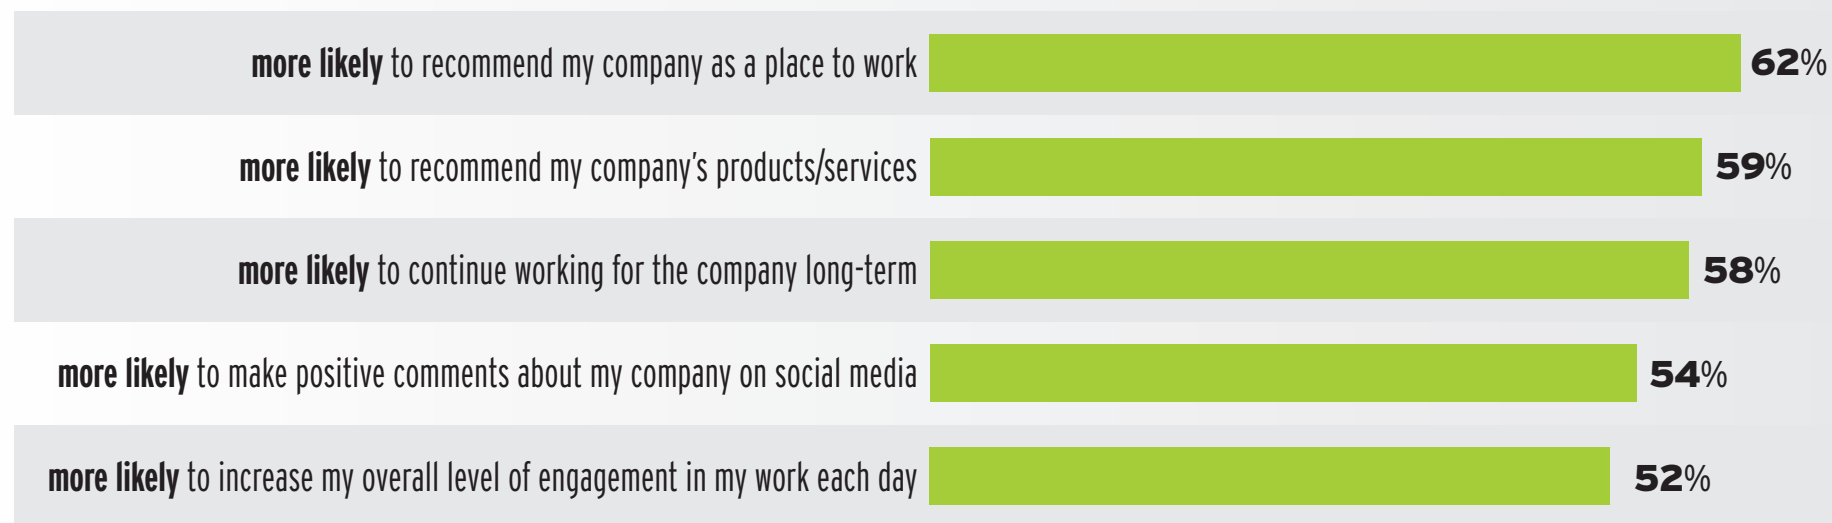 more likely to recommend my company as a place to work 62%
more likely to recommend my company's products/services 59%
more likely to continue working for the company long-term 58%
more likely to make positive comments about my company on social media 54%
more likely to increase my overall level of engagement in my work each day 52%